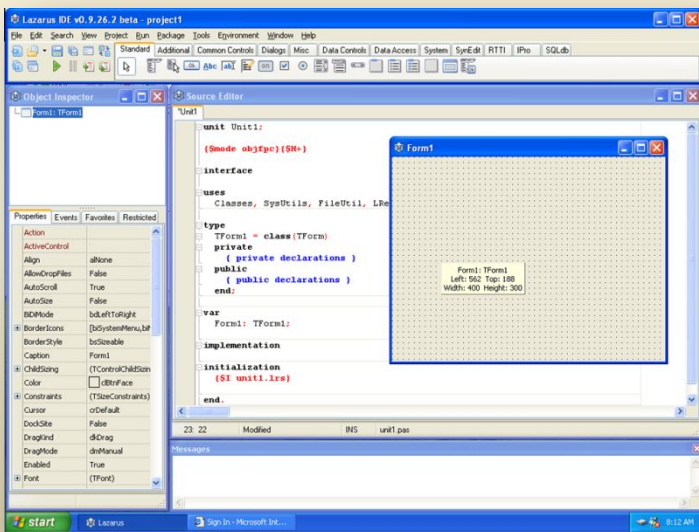 Lazarus IDE v0.9.26.2 beta - project1
File Edit Search View Project Run Package Tools Environment Window Help
Standard Additional Common Controls Dialogs Misc Data Controls Data Access System SynEdit RTTI IPro SQLdb
Object Inspector
Form1: TForm1
Properties Events Favorites Restricted
Action
ActiveControl
Align alNone
AllowDropFiles False
AutoScroll True
AutoSize False
BiDiMode bdLeftToRight
BorderIcons [biSystemMenu,biM
BorderStyle bsSizeable
Caption Form1
ChildSizing (TControlChildSizin
Color clBtnFace
Constraints (TSizeConstraints)
Cursor crDefault
DockSite False
DragKind dkDrag
DragMode dmManual
Enabled True
Font (TFont)
Source Editor
*Unit1
unit Unit1;
{$mode objfpc}{$H+}
interface
uses
Classes, SysUtils, FileUtil, LRe
type
TForm1 = class(TForm)
private
{ private declarations }
public
{ public declarations }
end;
var
Form1: TForm1;
implementation
initialization
{$I unit1.lrs}
end.
23: 22 Modified INS unit1.pas
Form1
Form1: TForm1
Left: 562 Top: 188
Width: 400 Height: 300
Messages
start Lazarus Sign In - Microsoft Int... 8:12 AM